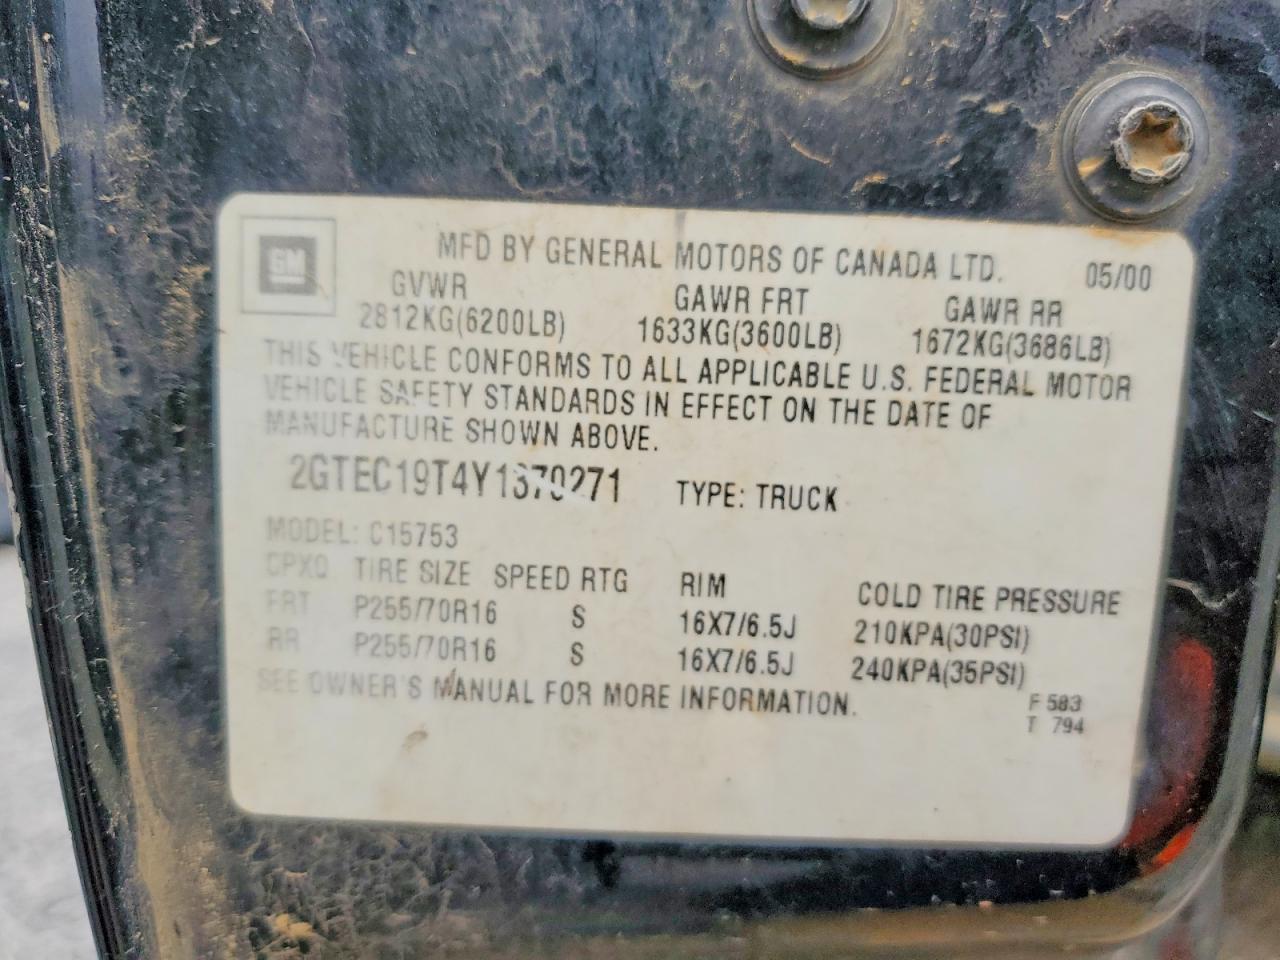 GM
MFD BY GENERAL MOTORS OF CANADA LTD. 05/00
GVWR GAWR FRT GAWR RR
2812KG(6200LB) 1633KG(3600LB) 1672KG(3686LB)
THIS VEHICLE CONFORMS TO ALL APPLICABLE U.S. FEDERAL MOTOR
VEHICLE SAFETY STANDARDS IN EFFECT ON THE DATE OF
MANUFACTURE SHOWN ABOVE.
2GTEC19T4Y1370271 TYPE: TRUCK
MODEL: C15753
TIRE SIZE SPEED RTG RIM COLD TIRE PRESSURE
FRT P255/70R16 S 16X7/6.5J 210KPA(30PSI)
RR P255/70R16 S 16X7/6.5J 240KPA(35PSI)
SEE OWNER'S MANUAL FOR MORE INFORMATION.
F 583
T 794